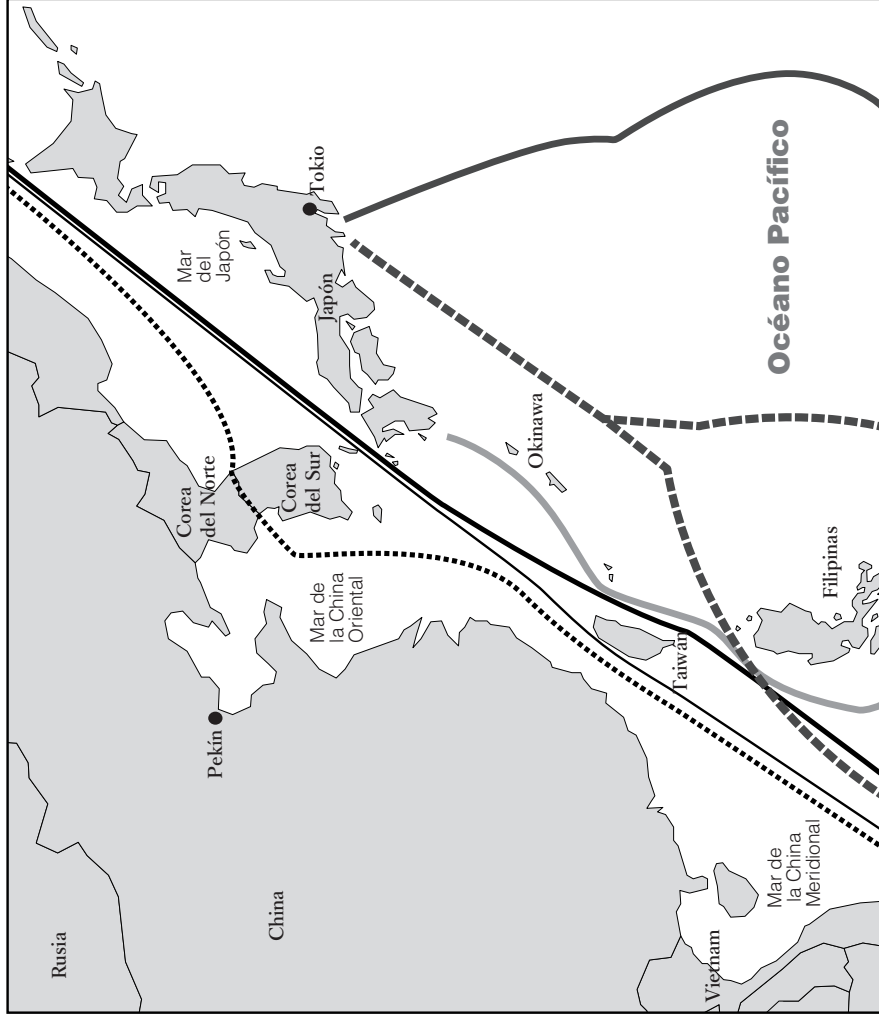 Rusia
China
Pekín
Corea
del Norte
Corea
del Sur
Mar
del
Japón
Japón
Tokio
Mar de
la China
Oriental
Okinawa
Taiwán
Océano Pacífico
Filipinas
Vietnam
Mar de
la China
Meridional